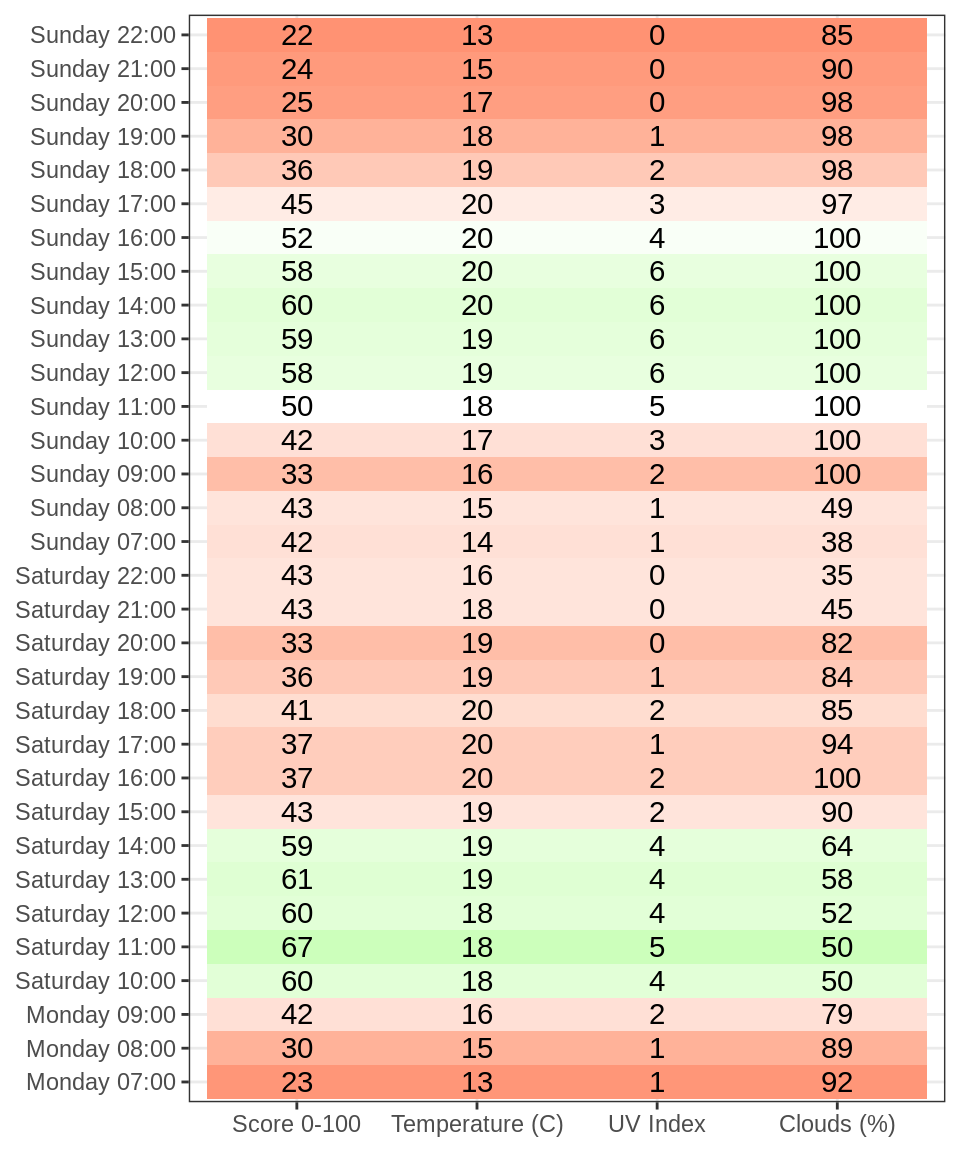 Sunday 22:00 22 13 0 85
Sunday 21:00 24 15 0 90
Sunday 20:00 25 17 0 98
Sunday 19:00 30 18 1 98
Sunday 18:00 36 19 2 98
Sunday 17:00 45 20 3 97
Sunday 16:00 52 20 4 100
Sunday 15:00 58 20 6 100
Sunday 14:00 60 20 6 100
Sunday 13:00 59 19 6 100
Sunday 12:00 58 19 6 100
Sunday 11:00 50 18 5 100
Sunday 10:00 42 17 3 100
Sunday 09:00 33 16 2 100
Sunday 08:00 43 15 1 49
Sunday 07:00 42 14 1 38
Saturday 22:00 43 16 0 35
Saturday 21:00 43 18 0 45
Saturday 20:00 33 19 0 82
Saturday 19:00 36 19 1 84
Saturday 18:00 41 20 2 85
Saturday 17:00 37 20 1 94
Saturday 16:00 37 20 2 100
Saturday 15:00 43 19 2 90
Saturday 14:00 59 19 4 64
Saturday 13:00 61 19 4 58
Saturday 12:00 60 18 4 52
Saturday 11:00 67 18 5 50
Saturday 10:00 60 18 4 50
Monday 09:00 42 16 2 79
Monday 08:00 30 15 1 89
Monday 07:00 23 13 1 92
Score 0-100 Temperature (C) UV Index Clouds (%)